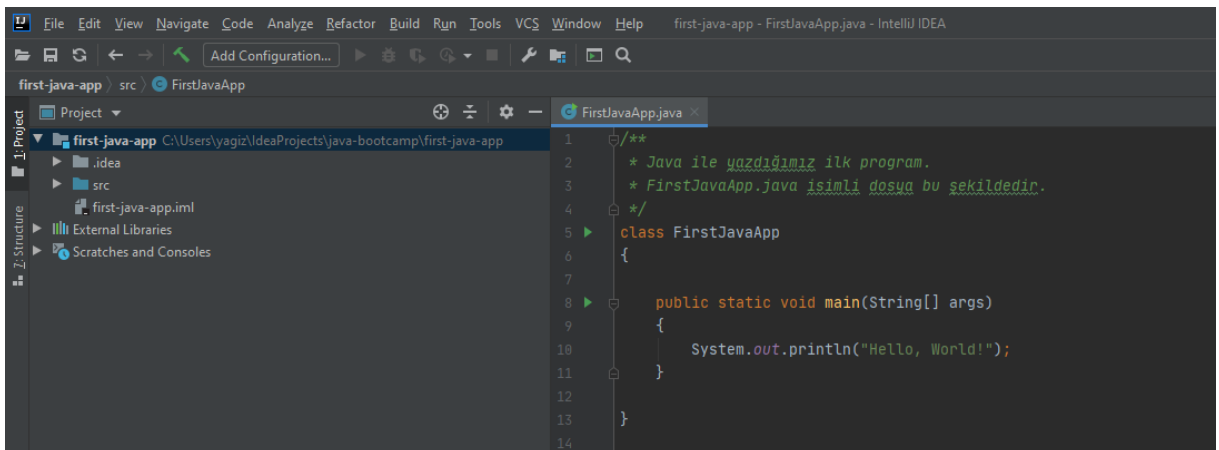 File Edit View Navigate Code Analyze Refactor Build Run Tools VCS Window Help first-java-app - FirstJavaApp.java - IntelliJ IDEA
Add Configuration...
first-java-app src FirstJavaApp
1: Project
Project
FirstJavaApp.java
first-java-app C:\Users\yagiz\IdeaProjects\java-bootcamp\first-java-app
.idea
src
first-java-app.iml
External Libraries
Scratches and Consoles
Z: Structure
1 /**
2 * Java ile yazdığımız ilk program.
3 * FirstJavaApp.java isimli dosya bu şekildedir.
4 */
5 class FirstJavaApp
6 {
7
8 public static void main(String[] args)
9 {
10 System.out.println("Hello, World!");
11 }
12
13 }
14